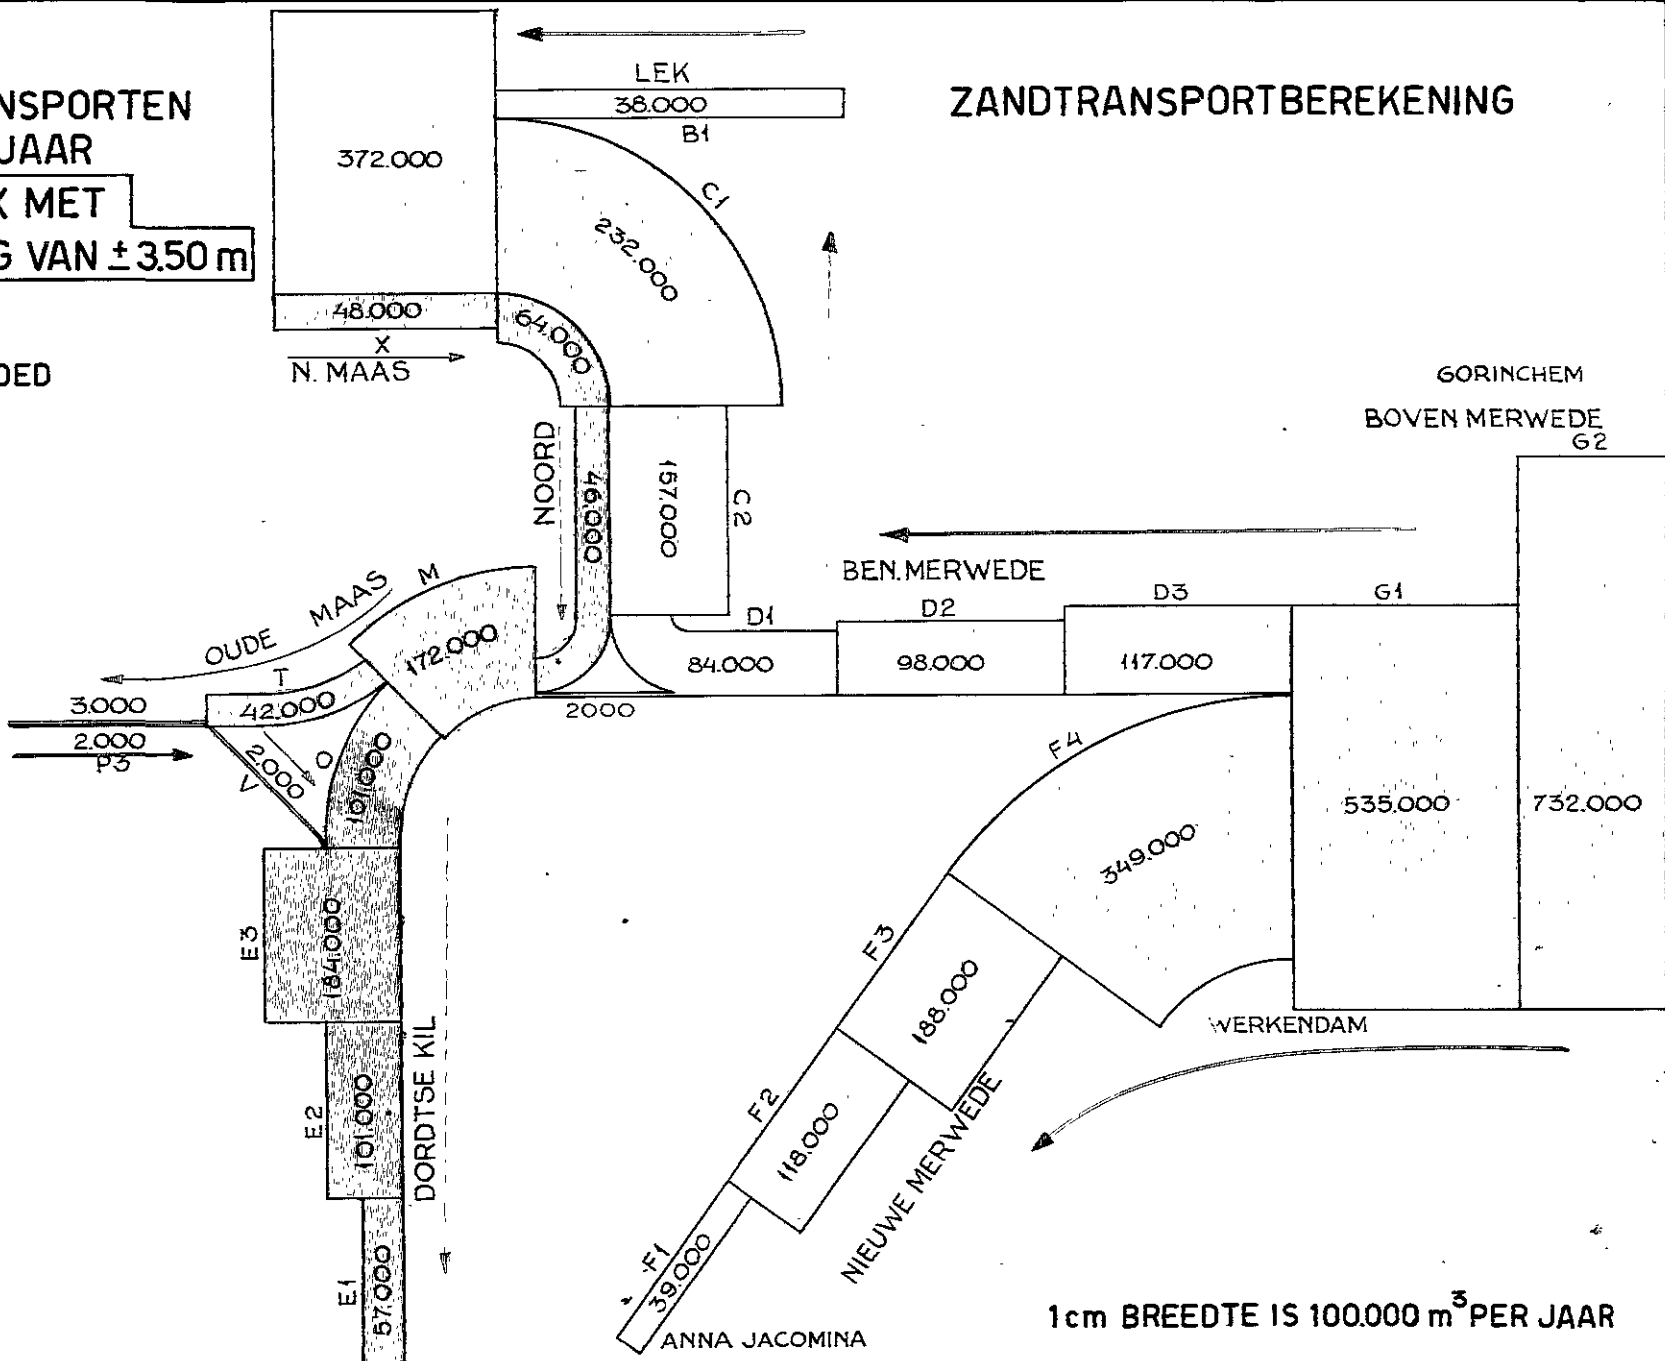 NSPORTEN
JAAR
K MET
G VAN ± 3.50 m
OED
ZANDTRANSPORTBEREKENING
LEK
38.000
B1
372.000
C1
232.000
48.000
64.000
X
N. MAAS
GORINCHEM
BOVEN MERWEDE
G2
NOORD
46.000
157.000
C2
BEN. MERWEDE
D1
D2
D3
G1
84.000
98.000
117.000
OUDE MAAS
M
172.000
T
42.000
3.000
2.000
P3
2.000
V
O
101.000
2000
F4
349.000
535.000
732.000
E3
184.000
F3
188.000
WERKENDAM
E2
101.000
DORDTSE KIL
F2
118.000
NIEUWE MERWEDE
E1
57.000
F1
39.000
ANNA JACOMINA
1cm BREEDTE IS 100.000 m³ PER JAAR